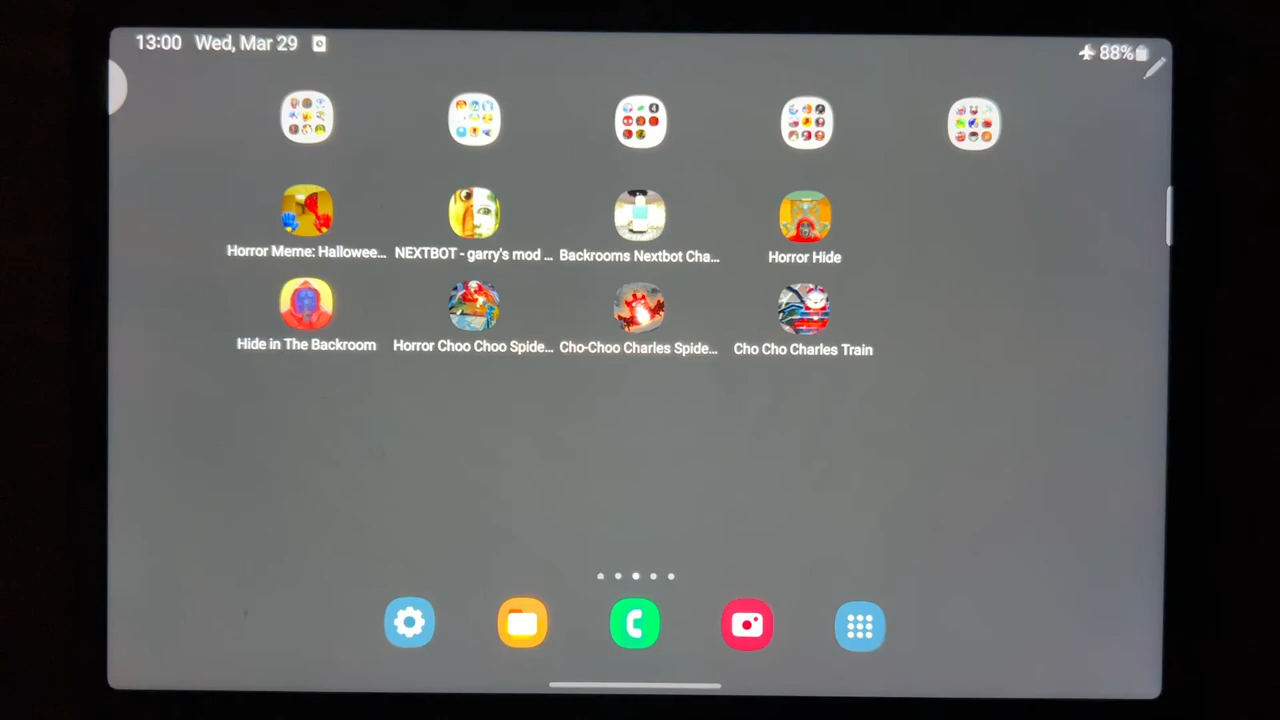 13:00 Wed, Mar 29 88%
Horror Meme: Hallowee... NEXTBOT - garry's mod ... Backrooms Nextbot Cha... Horror Hide
Hide in The Backroom Horror Choo Choo Spide... Cho-Choo Charles Spide... Cho Cho Charles Train